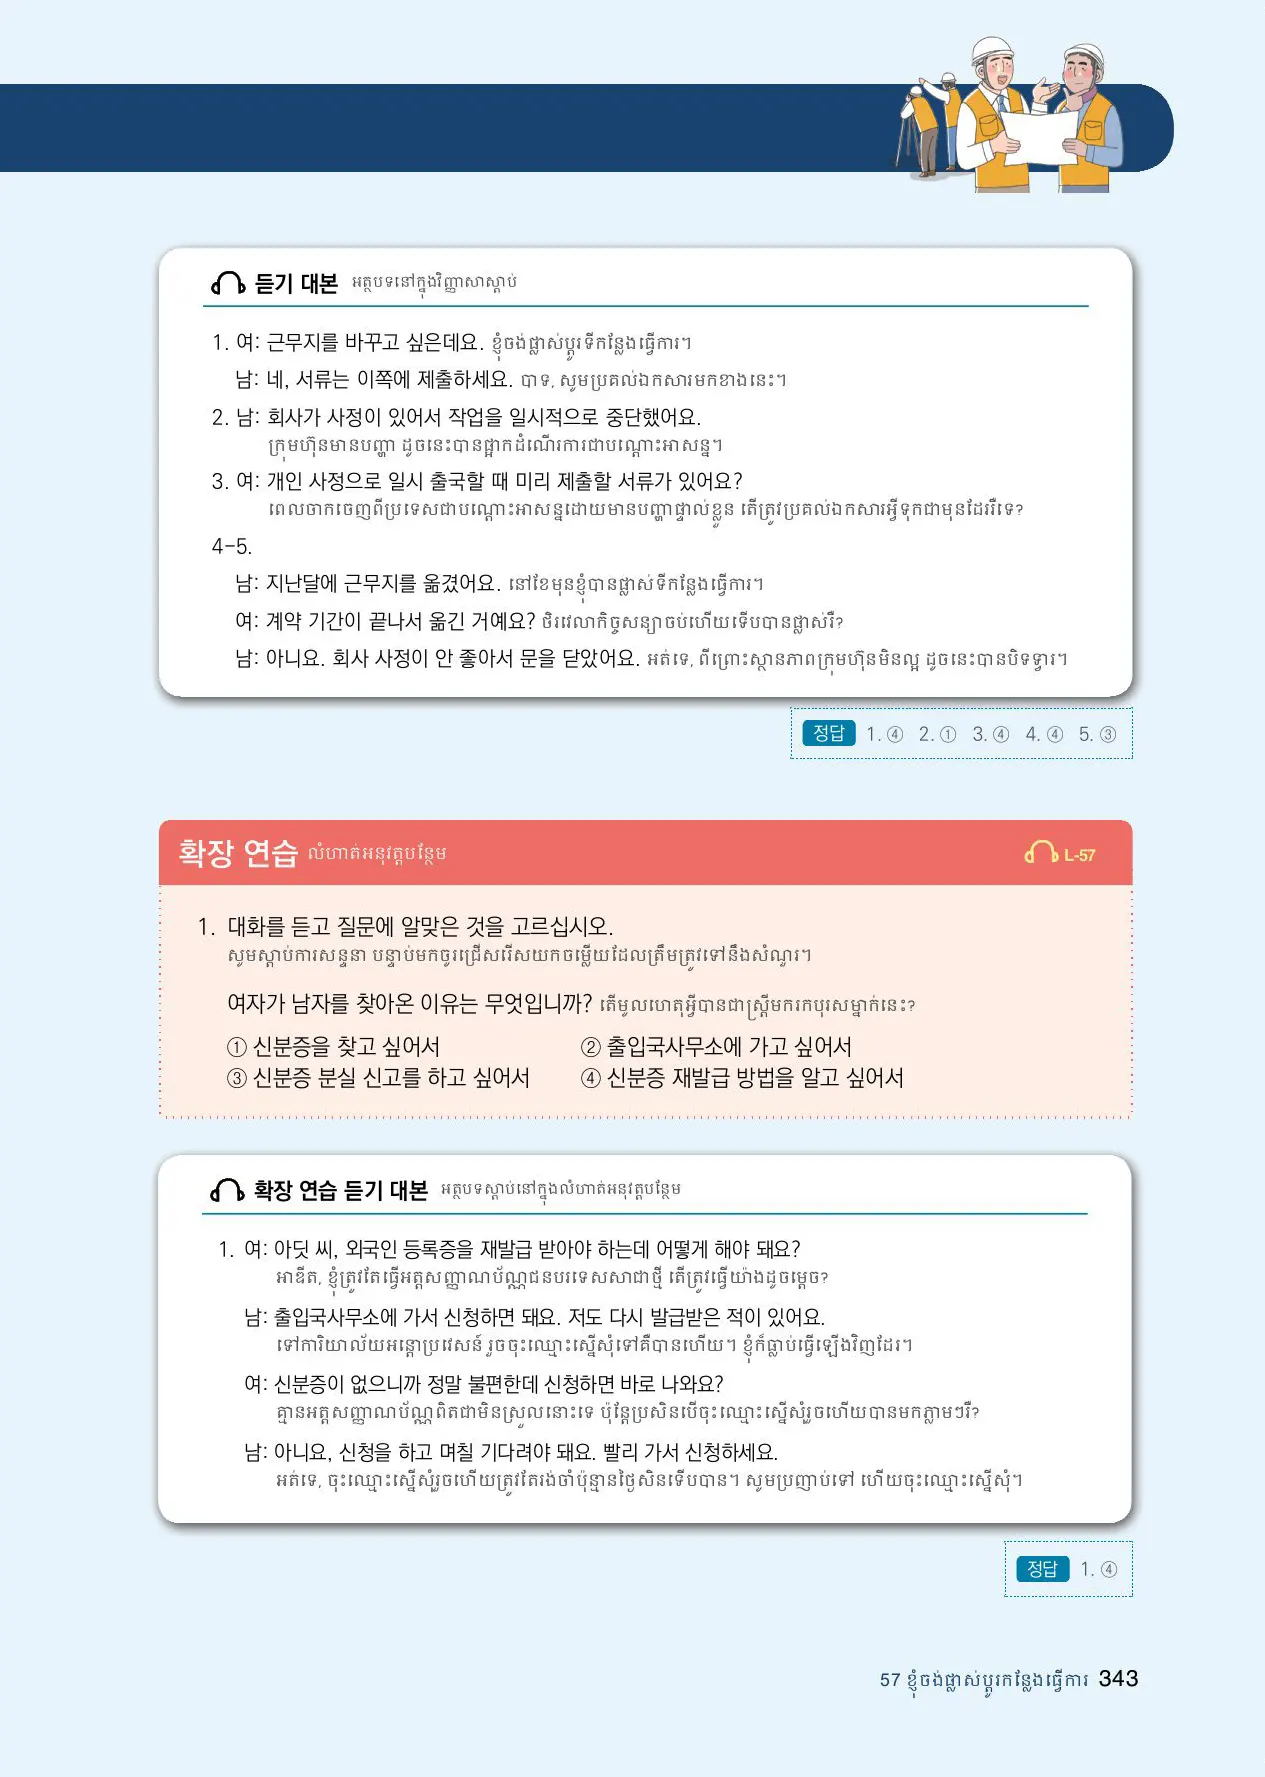 듣기 대본 អត្ថបទនៅក្នុងវិញ្ញាសាស្តាប់
1. 여: 근무지를 바꾸고 싶은데요. ខ្ញុំចង់ផ្លាស់ប្តូរទីកន្លែងធ្វើការ។
남: 네, 서류는 이쪽에 제출하세요. បាទ, សូមប្រគល់ឯកសារមកខាងនេះ។
2. 남: 회사가 사정이 있어서 작업을 일시적으로 중단했어요.
ក្រុមហ៊ុនមានបញ្ហា ដូចនេះបានផ្អាកដំណើរការជាបណ្តោះអាសន្ន។
3. 여: 개인 사정으로 일시 출국할 때 미리 제출할 서류가 있어요?
ពេលចាកចេញពីប្រទេសជាបណ្តោះអាសន្នដោយមានបញ្ហាផ្ទាល់ខ្លួន តើត្រូវប្រគល់ឯកសារអ្វីទុកជាមុនដែររឺទេ?
4-5.
남: 지난달에 근무지를 옮겼어요. នៅខែមុនខ្ញុំបានផ្លាស់ទីកន្លែងធ្វើការ។
여: 계약 기간이 끝나서 옮긴 거예요? ថិរវេលាកិច្ចសន្យាចប់ហើយទើបបានផ្លាស់រឺ?
남: 아니요. 회사 사정이 안 좋아서 문을 닫았어요. អត់ទេ, ពីព្រោះស្ថានភាពក្រុមហ៊ុនមិនល្អ ដូចនេះបានបិទទ្វារ។
정답 1. ④ 2. ① 3. ④ 4. ④ 5. ③
확장 연습 លំហាត់អនុវត្តបន្ថែម L-57
1. 대화를 듣고 질문에 알맞은 것을 고르십시오.
សូមស្តាប់ការសន្ទនា បន្ទាប់មកចូរជ្រើសរើសយកចម្លើយដែលត្រឹមត្រូវទៅនឹងសំណួរ។
여자가 남자를 찾아온 이유는 무엇입니까? តើមូលហេតុអ្វីបានជាស្ត្រីមករកបុរសម្នាក់នេះ?
① 신분증을 찾고 싶어서 ② 출입국사무소에 가고 싶어서
③ 신분증 분실 신고를 하고 싶어서 ④ 신분증 재발급 방법을 알고 싶어서
확장 연습 듣기 대본 អត្ថបទស្តាប់នៅក្នុងលំហាត់អនុវត្តបន្ថែម
1. 여: 아딧 씨, 외국인 등록증을 재발급 받아야 하는데 어떻게 해야 돼요?
អាឌីត, ខ្ញុំត្រូវតែធ្វើអត្តសញ្ញាណប័ណ្ណជនបរទេសសាជាថ្មី តើត្រូវធ្វើយ៉ាងដូចម្តេច?
남: 출입국사무소에 가서 신청하면 돼요. 저도 다시 발급받은 적이 있어요.
ទៅការិយាល័យអន្តោប្រវេសន៍ រួចចុះឈ្មោះស្នើសុំទៅគឺបានហើយ។ ខ្ញុំក៏ធ្លាប់ធ្វើឡើងវិញដែរ។
여: 신분증이 없으니까 정말 불편한데 신청하면 바로 나와요?
គ្មានអត្តសញ្ញាណប័ណ្ណពិតជាមិនស្រួលនោះទេ ប៉ុន្តែប្រសិនបើចុះឈ្មោះស្នើសុំរួចហើយបានមកភ្លាមៗរឺ?
남: 아니요, 신청을 하고 며칠 기다려야 돼요. 빨리 가서 신청하세요.
អត់ទេ, ចុះឈ្មោះស្នើសុំរួចហើយត្រូវតែរង់ចាំប៉ុន្មានថ្ងៃសិនទើបបាន។ សូមប្រញាប់ទៅ ហើយចុះឈ្មោះស្នើសុំ។
정답 1. ④
57 ខ្ញុំចង់ផ្លាស់ប្តូរកន្លែងធ្វើការ 343